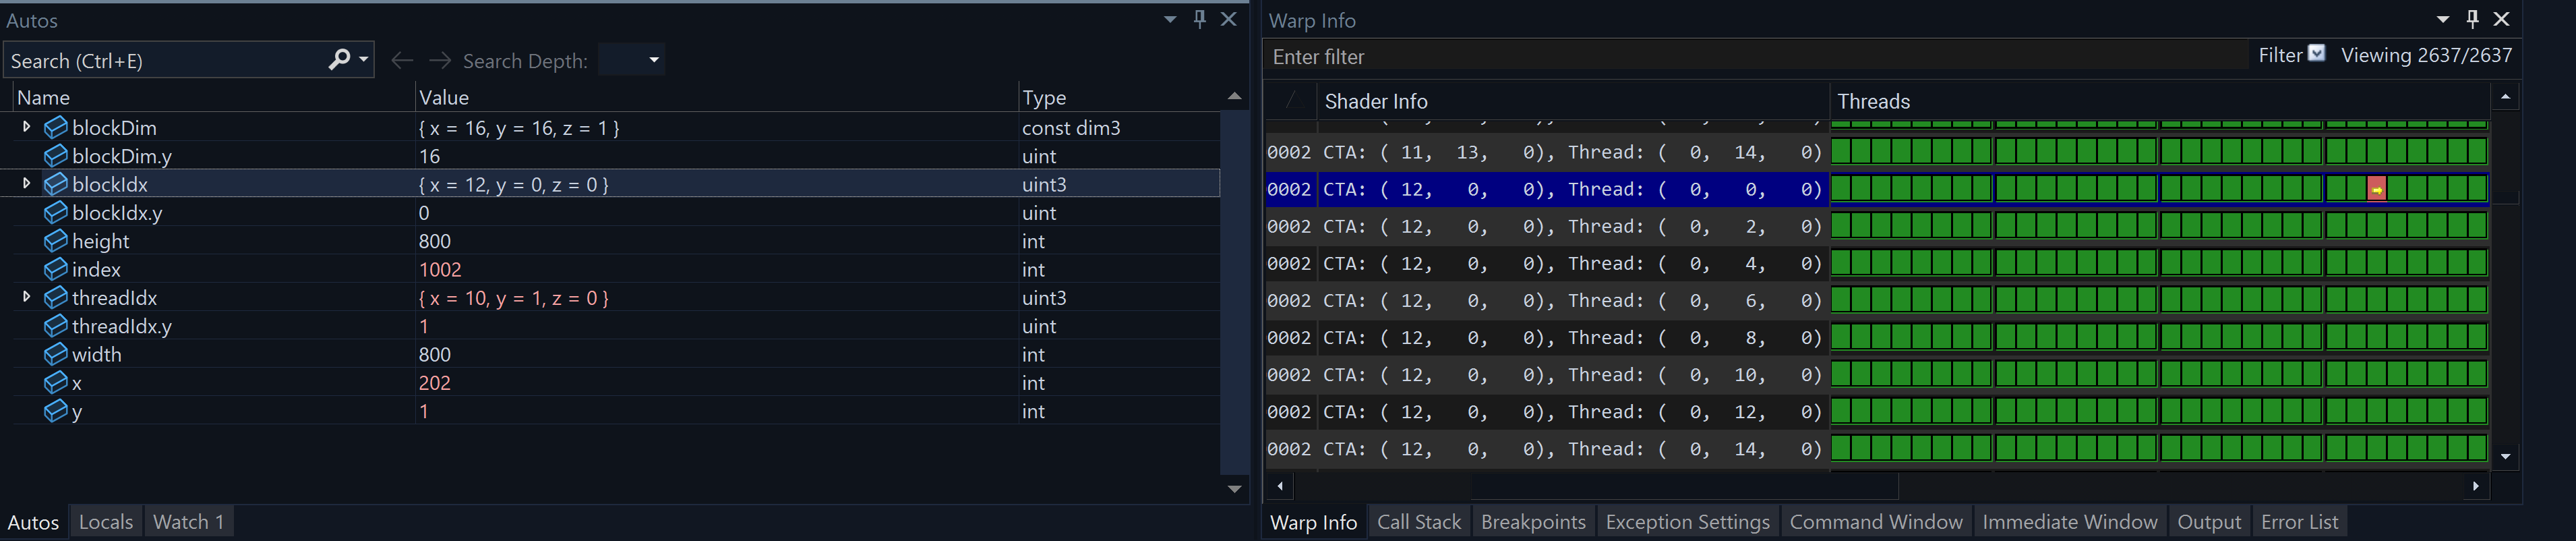 Autos
Search (Ctrl+E) Search Depth:
Name Value Type
blockDim { x = 16, y = 16, z = 1 } const dim3
blockDim.y 16 uint
blockIdx { x = 12, y = 0, z = 0 } uint3
blockIdx.y 0 uint
height 800 int
index 1002 int
threadIdx { x = 10, y = 1, z = 0 } uint3
threadIdx.y 1 uint
width 800 int
x 202 int
y 1 int
Autos Locals Watch 1
Warp Info
Enter filter Filter Viewing 2637/2637
Shader Info Threads
0002 CTA: ( 11, 13, 0), Thread: ( 0, 14, 0)
0002 CTA: ( 12, 0, 0), Thread: ( 0, 0, 0)
0002 CTA: ( 12, 0, 0), Thread: ( 0, 2, 0)
0002 CTA: ( 12, 0, 0), Thread: ( 0, 4, 0)
0002 CTA: ( 12, 0, 0), Thread: ( 0, 6, 0)
0002 CTA: ( 12, 0, 0), Thread: ( 0, 8, 0)
0002 CTA: ( 12, 0, 0), Thread: ( 0, 10, 0)
0002 CTA: ( 12, 0, 0), Thread: ( 0, 12, 0)
0002 CTA: ( 12, 0, 0), Thread: ( 0, 14, 0)
Warp Info Call Stack Breakpoints Exception Settings Command Window Immediate Window Output Error List